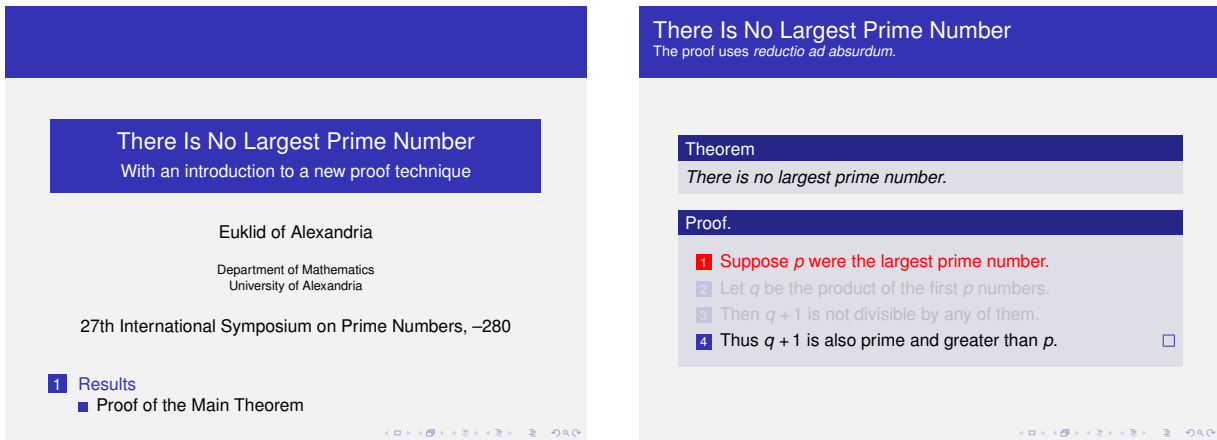 There Is No Largest Prime Number
With an introduction to a new proof technique
Euklid of Alexandria
Department of Mathematics
University of Alexandria
27th International Symposium on Prime Numbers, –280
1 Results
Proof of the Main Theorem
There Is No Largest Prime Number
The proof uses reductio ad absurdum.
Theorem
There is no largest prime number.
Proof.
1 Suppose p were the largest prime number.
2 Let q be the product of the first p numbers.
3 Then q + 1 is not divisible by any of them.
4 Thus q + 1 is also prime and greater than p.